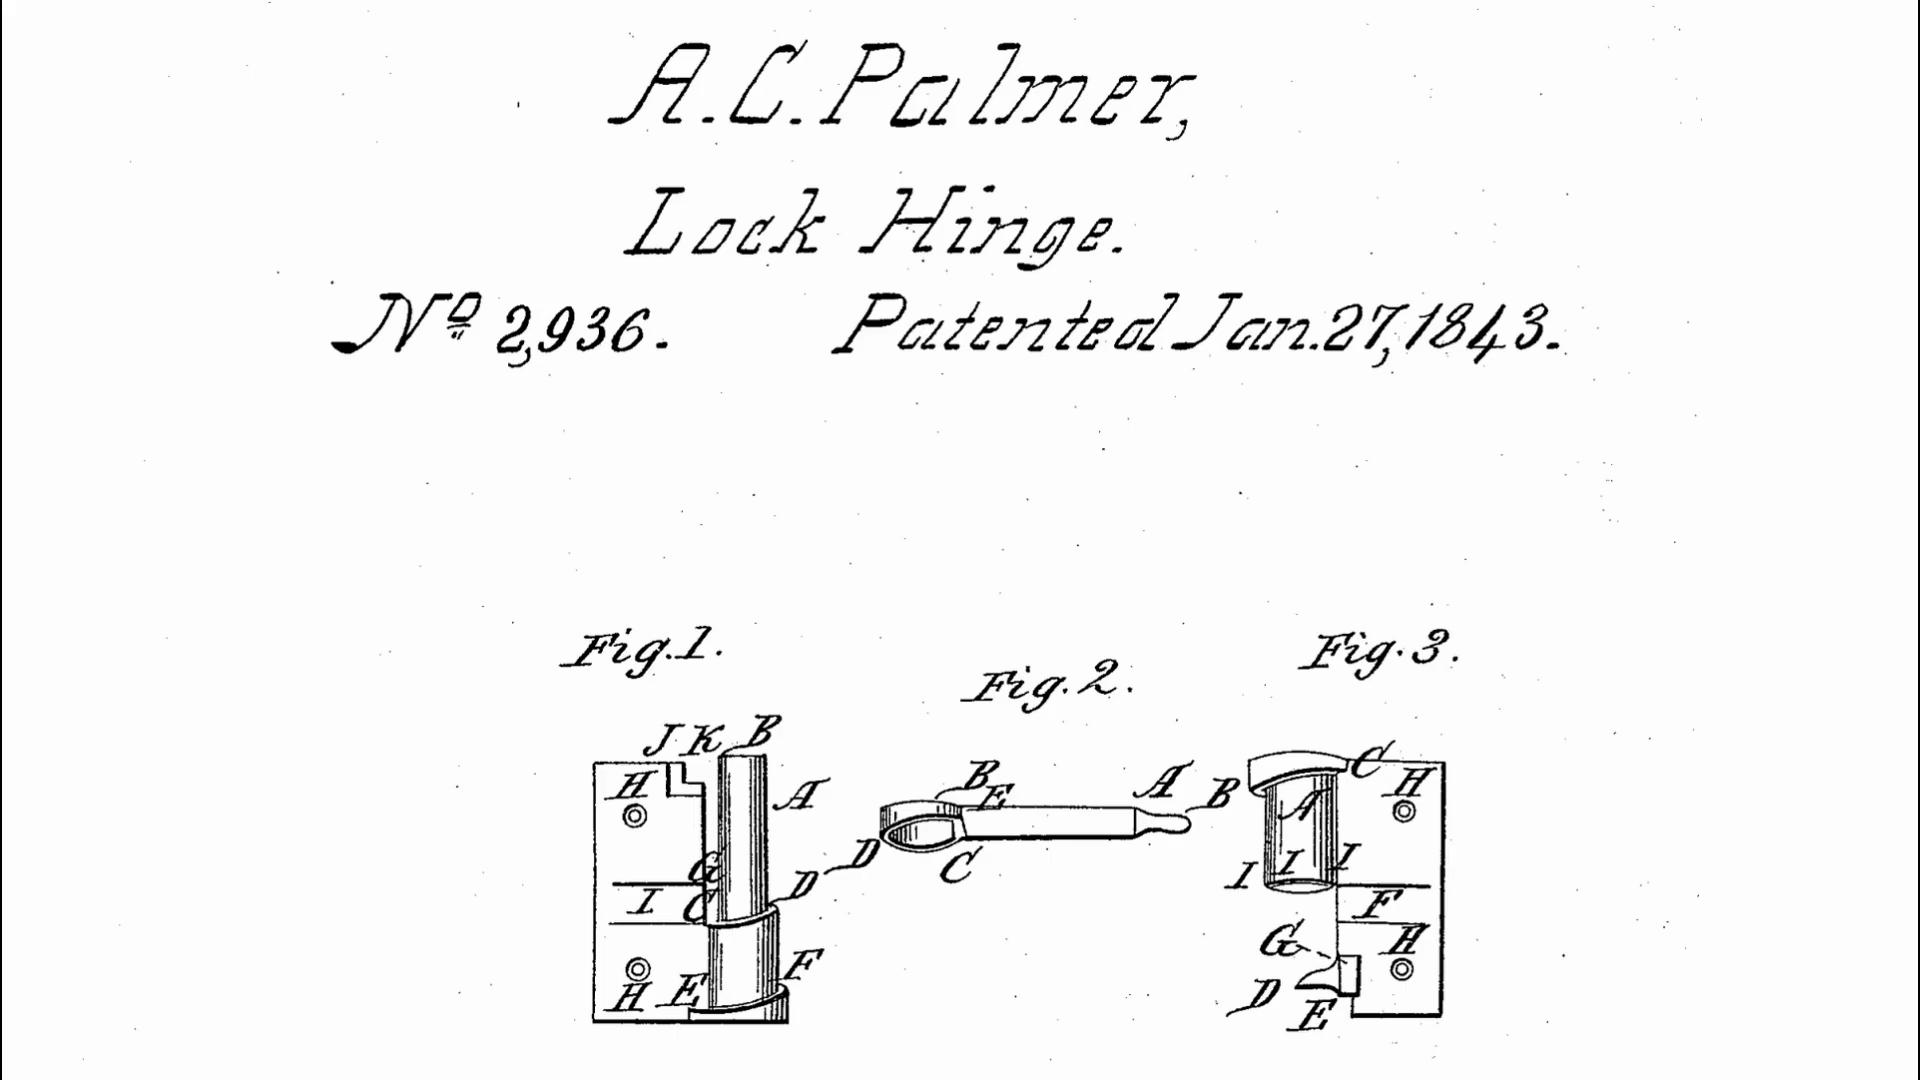 A. C. Palmer,
Lock Hinge.
No 2,936. Patented Jan. 27, 1843.
Fig. 1.
Fig. 2.
Fig. 3.
J K B
H
A
G
I
C
D
F
E
H
B
E
A
B
D
C
C
H
A
I I I
F
G
H
D
E